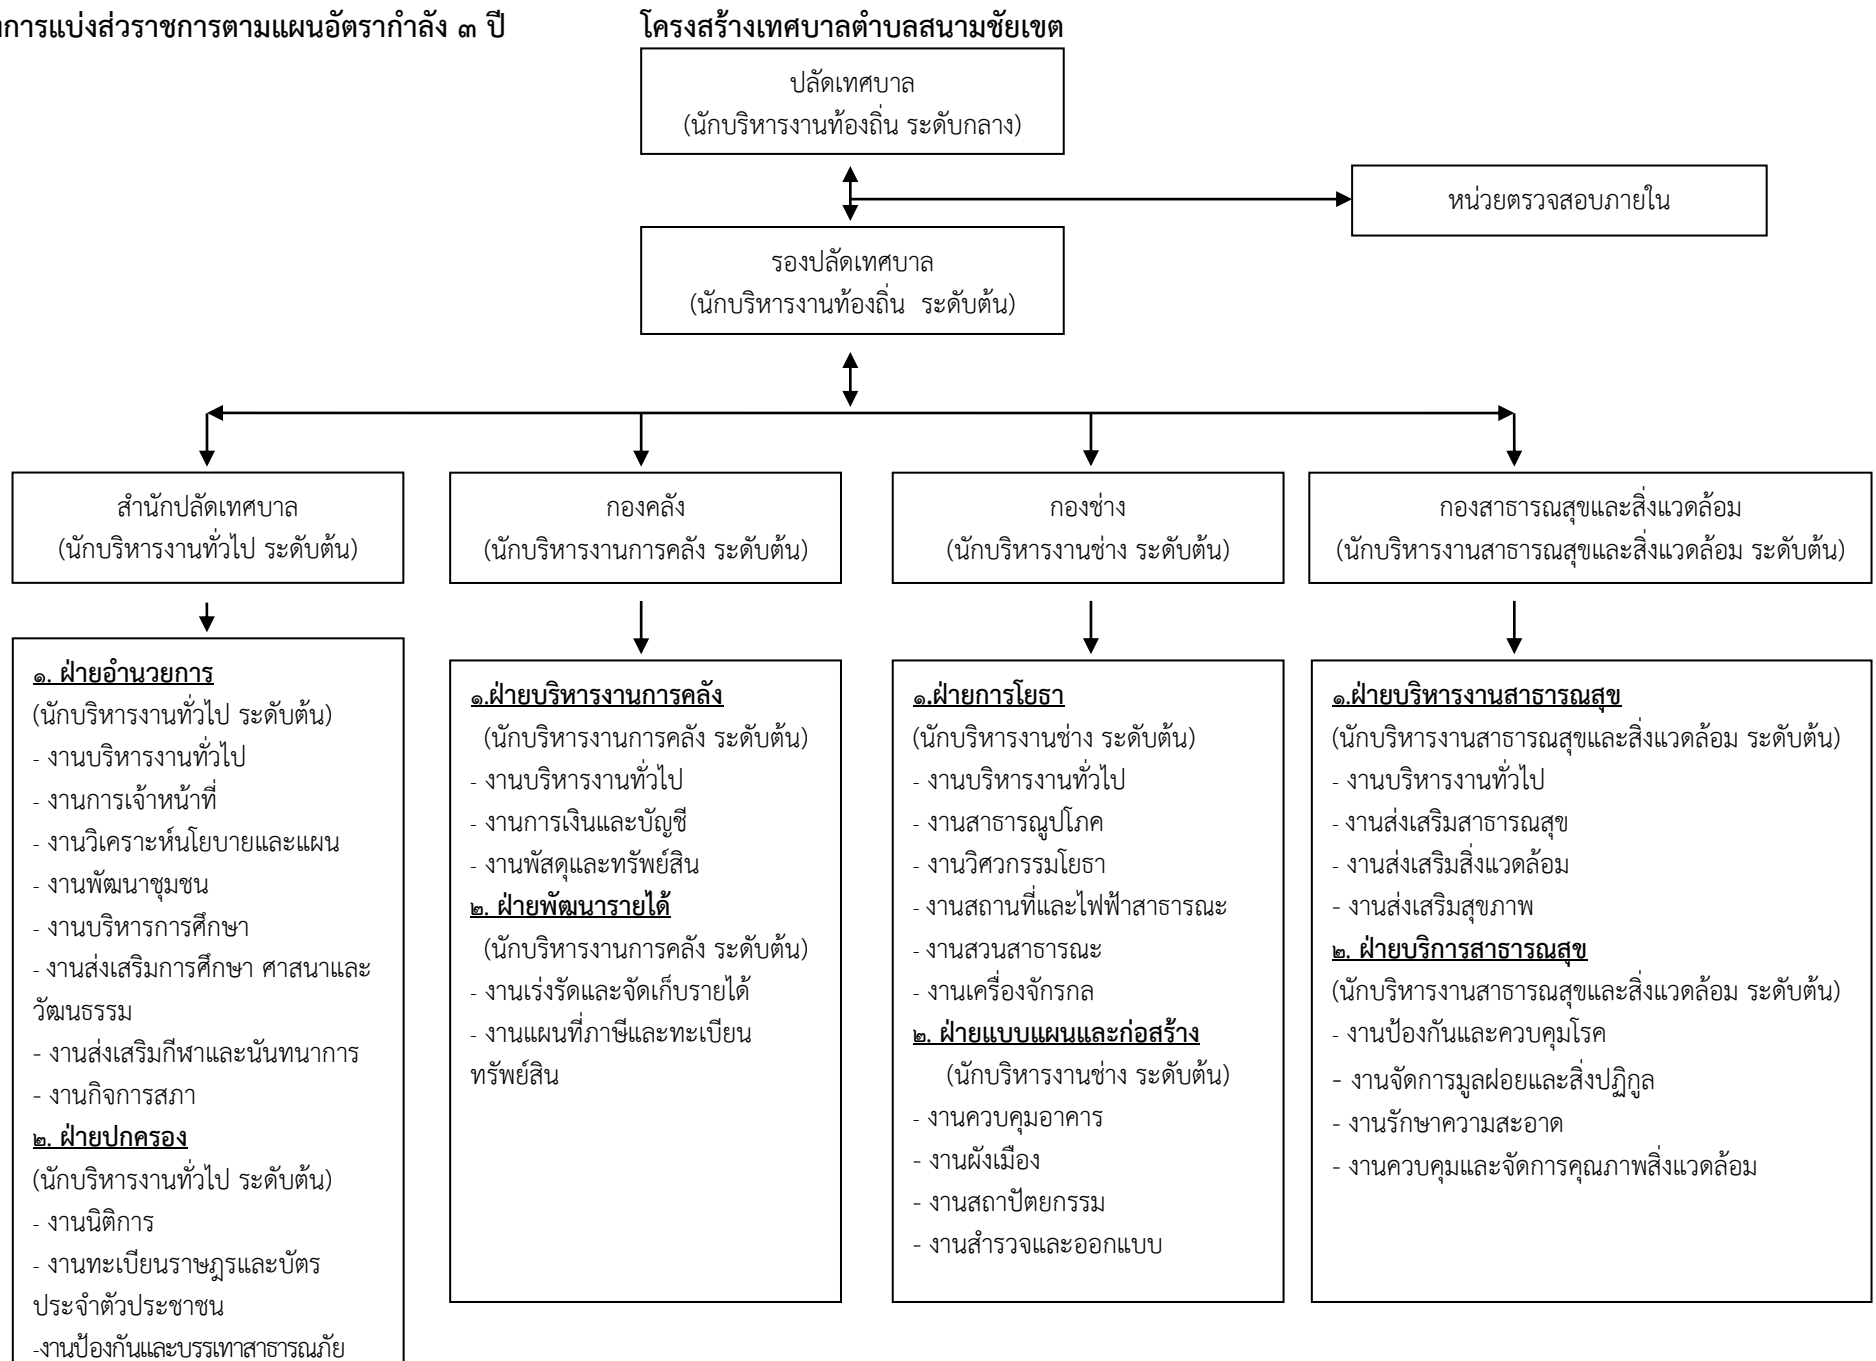 การแบ่งส่วราชการตามแผนอัตรากำลัง ๓ ปี
โครงสร้างเทศบาลตำบลสนามชัยเขต
ปลัดเทศบาล
(นักบริหารงานท้องถิ่น ระดับกลาง)
หน่วยตรวจสอบภายใน
รองปลัดเทศบาล
(นักบริหารงานท้องถิ่น  ระดับต้น)
สำนักปลัดเทศบาล
(นักบริหารงานทั่วไป ระดับต้น)
กองคลัง
(นักบริหารงานการคลัง ระดับต้น)
กองช่าง
(นักบริหารงานช่าง ระดับต้น)
กองสาธารณสุขและสิ่งแวดล้อม
(นักบริหารงานสาธารณสุขและสิ่งแวดล้อม ระดับต้น)
๑. ฝ่ายอำนวยการ
(นักบริหารงานทั่วไป ระดับต้น)
- งานบริหารงานทั่วไป
- งานการเจ้าหน้าที่
- งานวิเคราะห์นโยบายและแผน
- งานพัฒนาชุมชน
- งานบริหารการศึกษา
- งานส่งเสริมการศึกษา ศาสนาและ
วัฒนธรรม
- งานส่งเสริมกีฬาและนันทนาการ
- งานกิจการสภา
๒. ฝ่ายปกครอง
(นักบริหารงานทั่วไป ระดับต้น)
- งานนิติการ
- งานทะเบียนราษฎรและบัตร
ประจำตัวประชาชน
-งานป้องกันและบรรเทาสาธารณภัย
๑.ฝ่ายบริหารงานการคลัง
(นักบริหารงานการคลัง ระดับต้น)
- งานบริหารงานทั่วไป
- งานการเงินและบัญชี
- งานพัสดุและทรัพย์สิน
๒. ฝ่ายพัฒนารายได้
(นักบริหารงานการคลัง ระดับต้น)
- งานเร่งรัดและจัดเก็บรายได้
- งานแผนที่ภาษีและทะเบียน
ทรัพย์สิน
๑.ฝ่ายการโยธา
(นักบริหารงานช่าง ระดับต้น)
- งานบริหารงานทั่วไป
- งานสาธารณูปโภค
- งานวิศวกรรมโยธา
- งานสถานที่และไฟฟ้าสาธารณะ
- งานสวนสาธารณะ
- งานเครื่องจักรกล
๒. ฝ่ายแบบแผนและก่อสร้าง
(นักบริหารงานช่าง ระดับต้น)
- งานควบคุมอาคาร
- งานผังเมือง
- งานสถาปัตยกรรม
- งานสำรวจและออกแบบ
๑.ฝ่ายบริหารงานสาธารณสุข
(นักบริหารงานสาธารณสุขและสิ่งแวดล้อม ระดับต้น)
- งานบริหารงานทั่วไป
- งานส่งเสริมสาธารณสุข
- งานส่งเสริมสิ่งแวดล้อม
- งานส่งเสริมสุขภาพ
๒. ฝ่ายบริการสาธารณสุข
(นักบริหารงานสาธารณสุขและสิ่งแวดล้อม ระดับต้น)
- งานป้องกันและควบคุมโรค
- งานจัดการมูลฝอยและสิ่งปฏิกูล
- งานรักษาความสะอาด
- งานควบคุมและจัดการคุณภาพสิ่งแวดล้อม